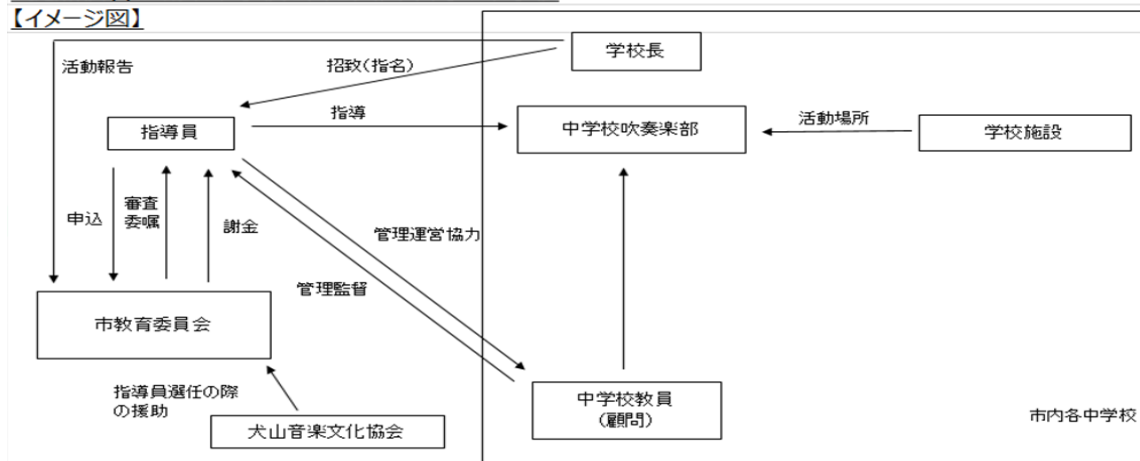 【イメージ図】
学校長
活動報告
招致(指名)
指導
指導員
中学校吹奏楽部
活動場所
学校施設
申込
審査
委嘱
謝金
管理運営協力
管理監督
市教育委員会
指導員選任の際
の援助
犬山音楽文化協会
中学校教員
(顧問)
市内各中学校